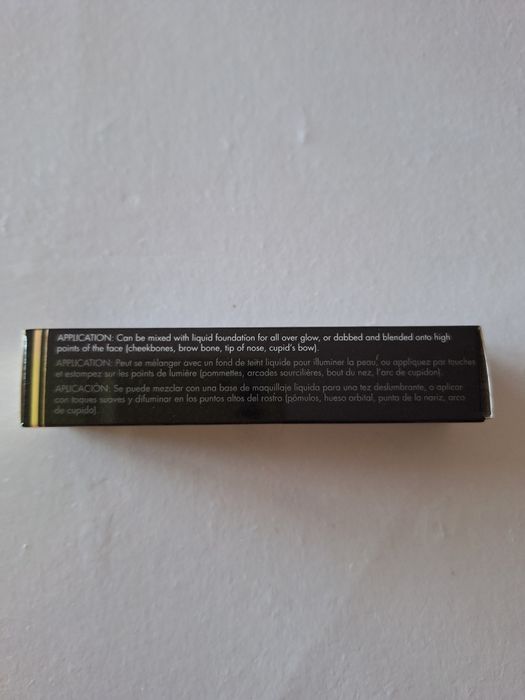 APPLICATION: Can be mixed with liquid foundation for all over glow, or dabbed and blended onto high
points of the face (cheekbones, brow bone, tip of nose, cupid's bow).
APPLICATION: Peut se mélanger avec un fond de teint liquide pour illuminer la peau, ou appliquez par touches
et estompez sur les points de lumière (pommettes, arcades sourcilières, bout du nez, l'arc de cupidon).
APLICACIÓN: Se puede mezclar con una base de maquillaje liquida para una tez deslumbrante, o aplicar
con toques suaves y difuminar en los puntos altos del rostro (pómulos, hueso orbital, punta de la nariz, arco
de cupido).